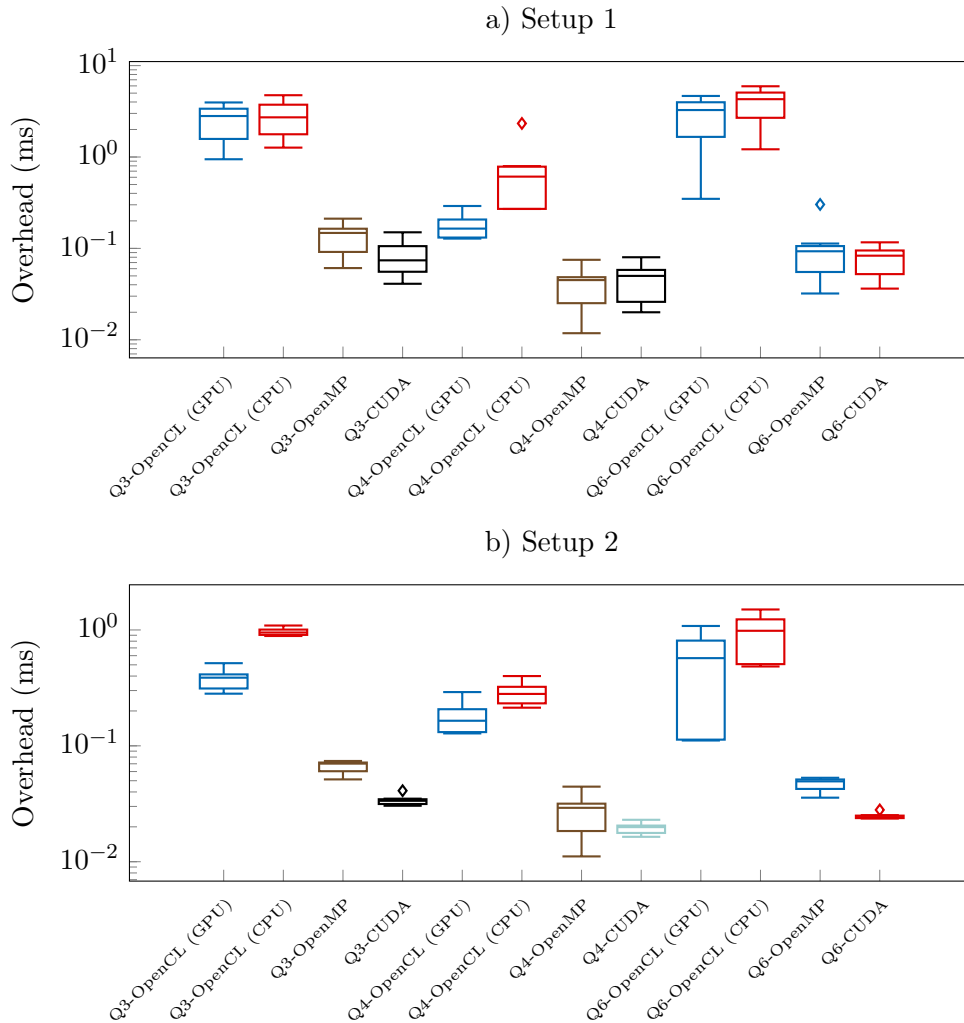 a) Setup 1
Overhead (ms)
10^1
10^0
10^−1
10^−2
Q3-OpenCL (GPU)
Q3-OpenCL (CPU)
Q3-OpenMP
Q3-CUDA
Q4-OpenCL (GPU)
Q4-OpenCL (CPU)
Q4-OpenMP
Q4-CUDA
Q6-OpenCL (GPU)
Q6-OpenCL (CPU)
Q6-OpenMP
Q6-CUDA
b) Setup 2
Overhead (ms)
10^0
10^−1
10^−2
Q3-OpenCL (GPU)
Q3-OpenCL (CPU)
Q3-OpenMP
Q3-CUDA
Q4-OpenCL (GPU)
Q4-OpenCL (CPU)
Q4-OpenMP
Q4-CUDA
Q6-OpenCL (GPU)
Q6-OpenCL (CPU)
Q6-OpenMP
Q6-CUDA